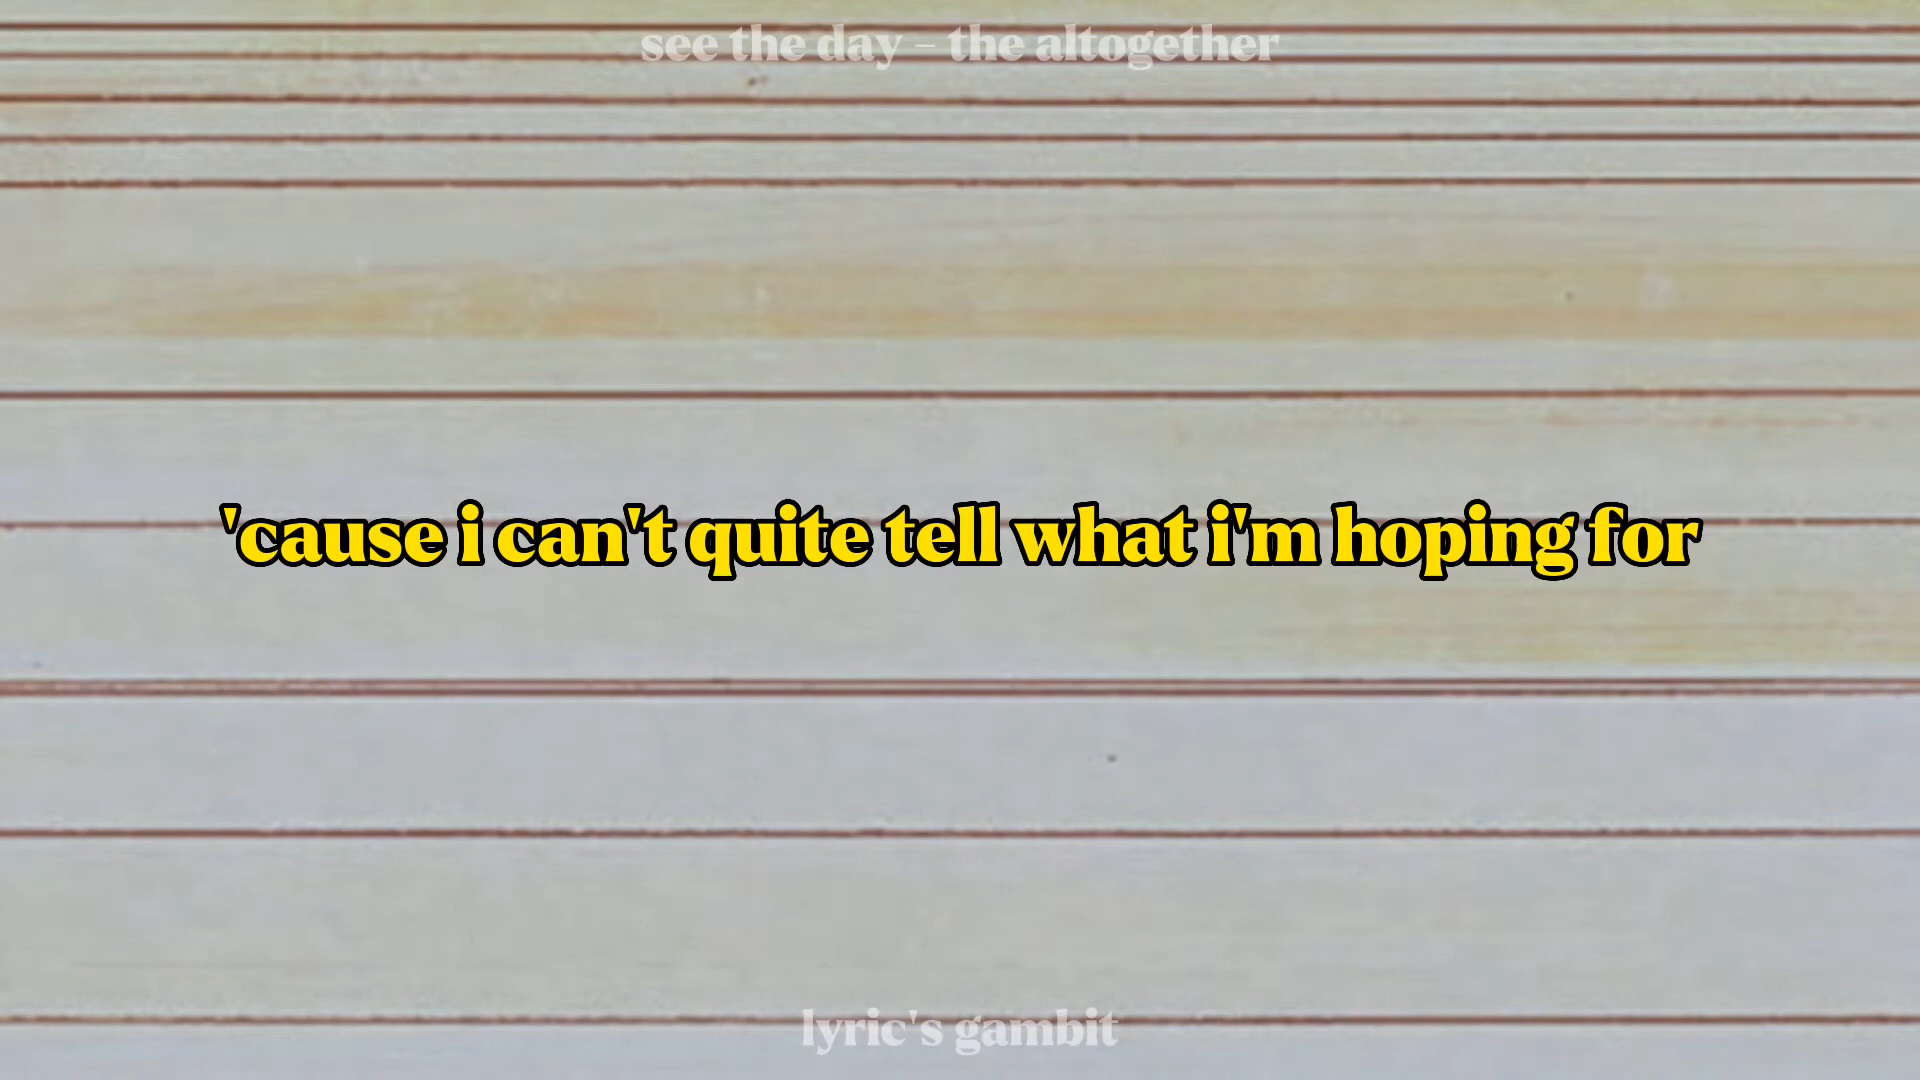 see the day – the altogether
'cause i can't quite tell what i'm hoping for
lyric's gambit